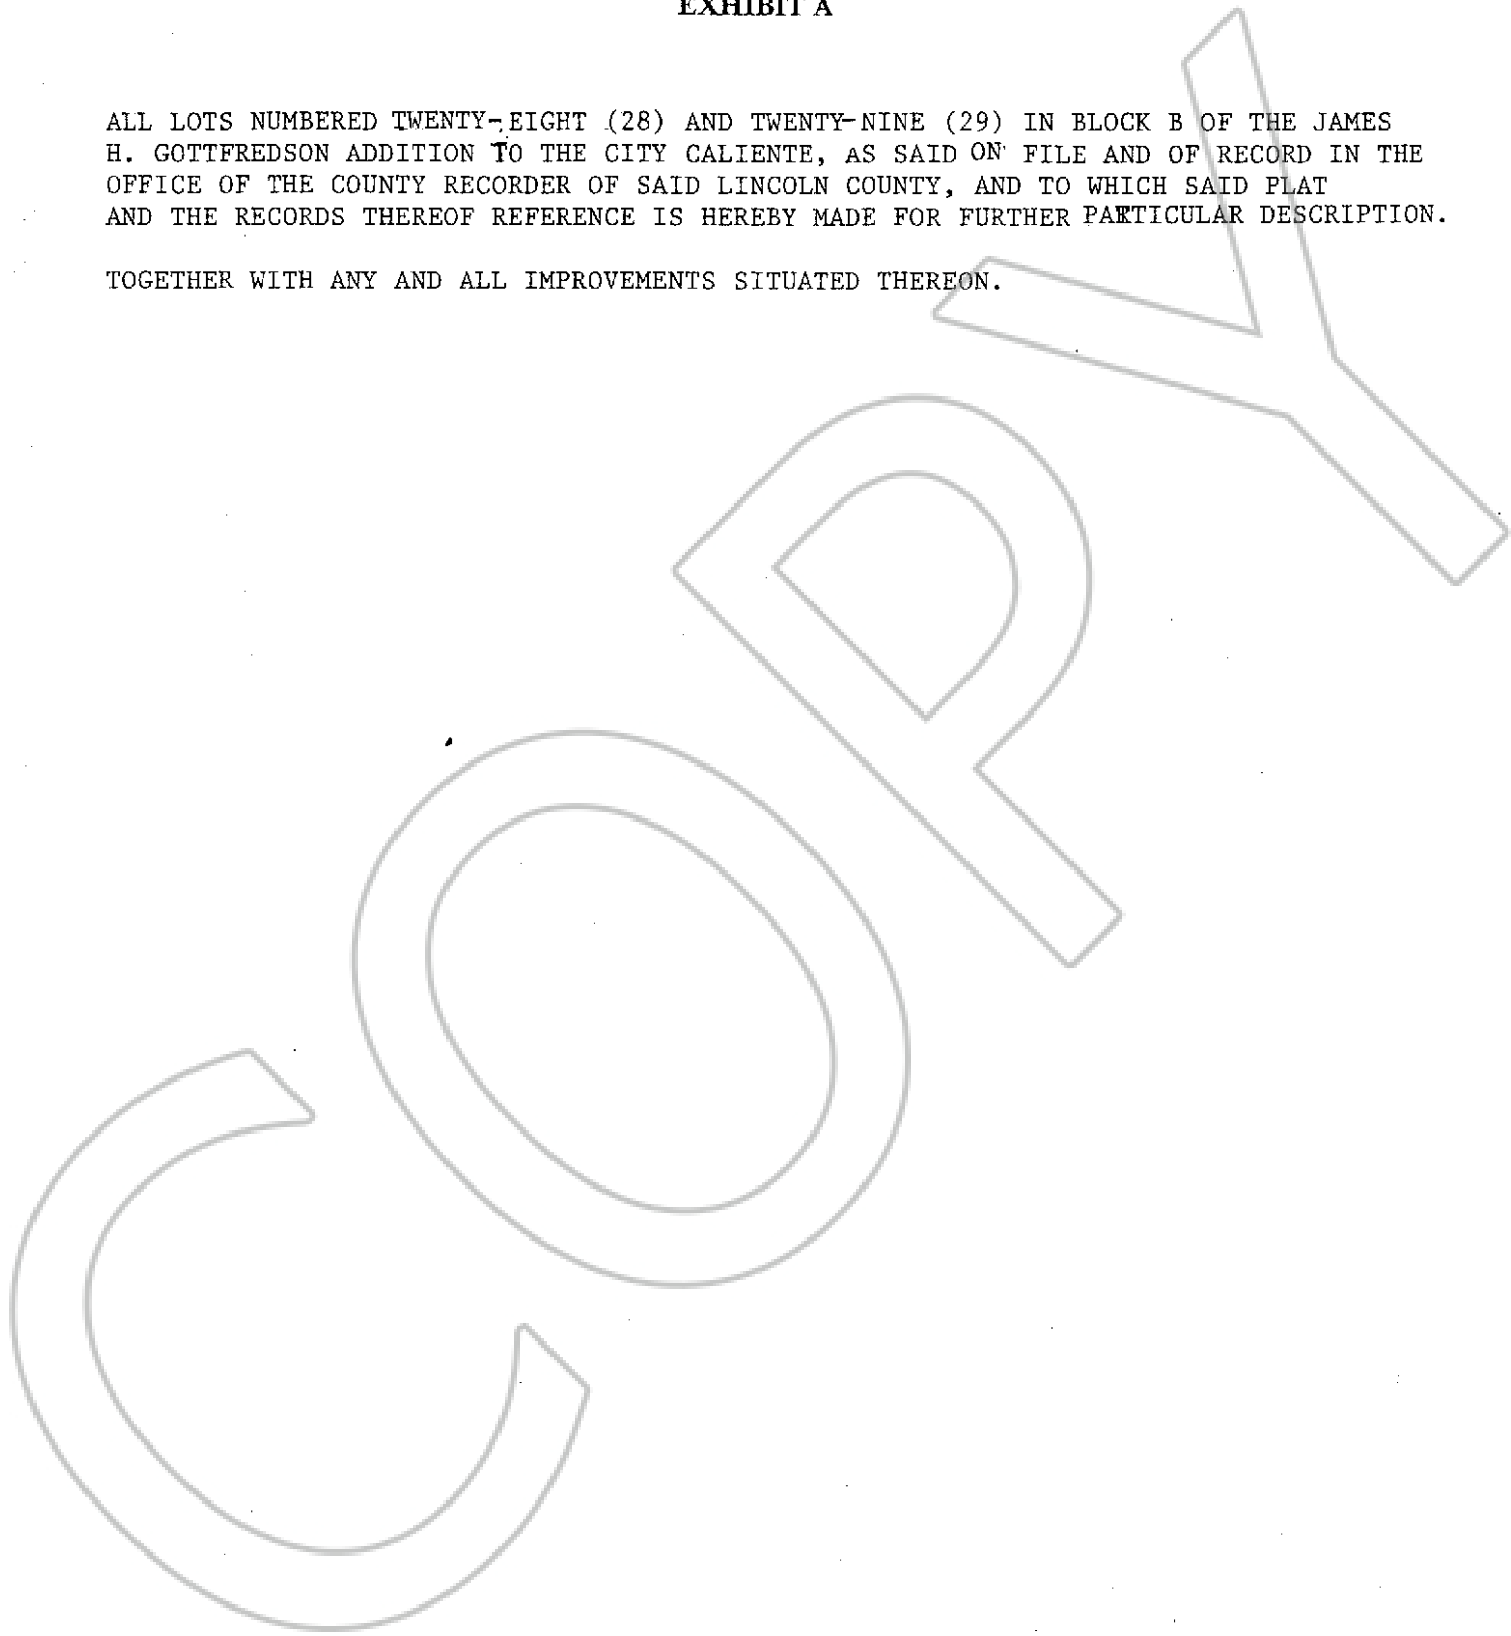 EXHIBIT A
ALL LOTS NUMBERED TWENTY-EIGHT (28) AND TWENTY-NINE (29) IN BLOCK B OF THE JAMES
H. GOTTFREDSON ADDITION TO THE CITY CALIENTE, AS SAID ON FILE AND OF RECORD IN THE
OFFICE OF THE COUNTY RECORDER OF SAID LINCOLN COUNTY, AND TO WHICH SAID PLAT
AND THE RECORDS THEREOF REFERENCE IS HEREBY MADE FOR FURTHER PARTICULAR DESCRIPTION.
TOGETHER WITH ANY AND ALL IMPROVEMENTS SITUATED THEREON.
COPY